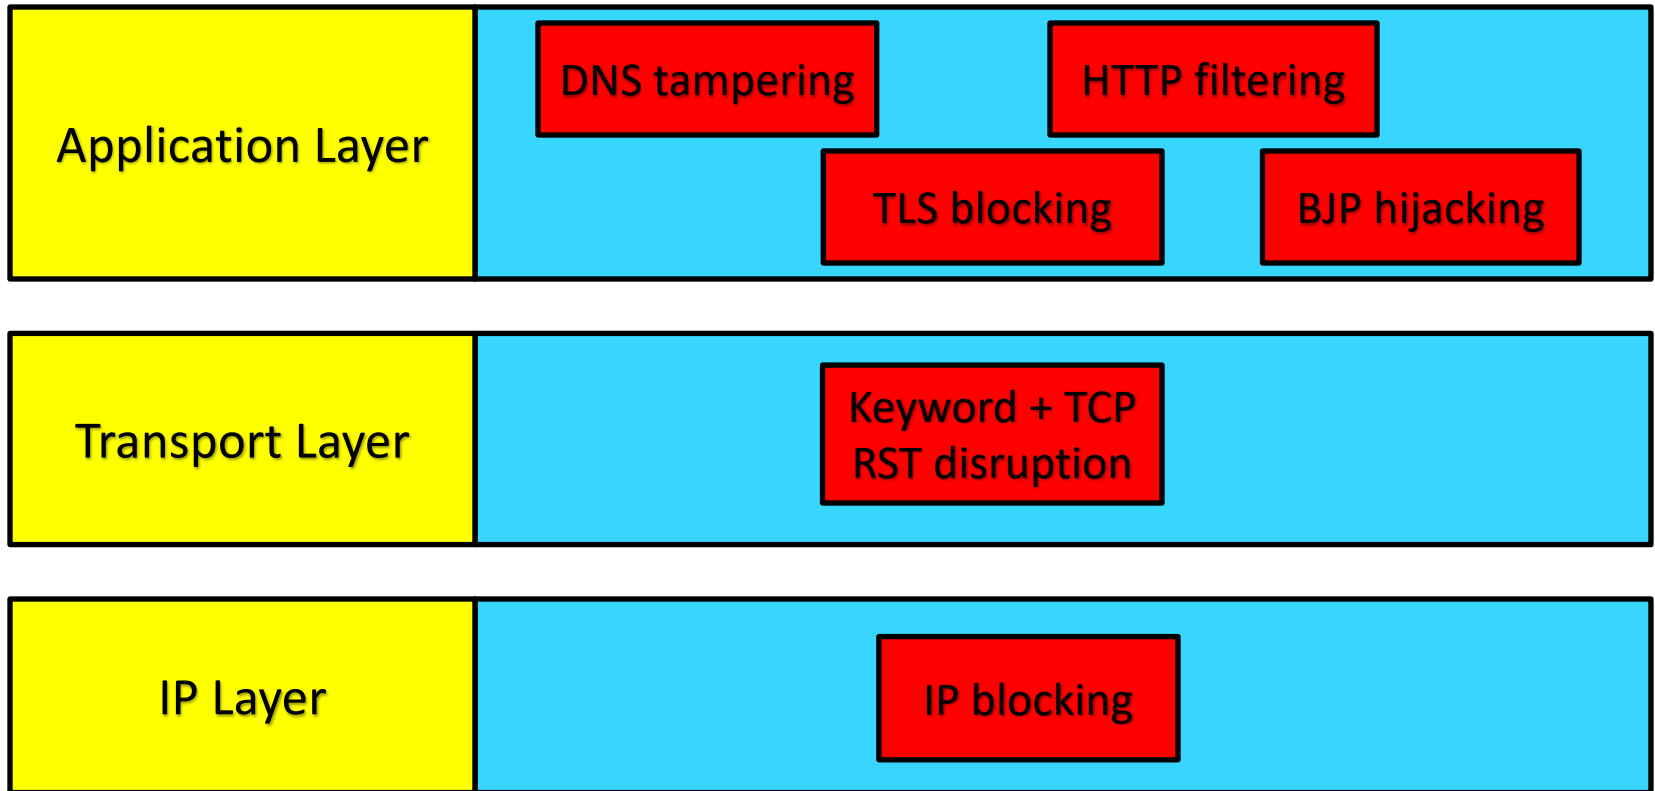 Application Layer
DNS tampering
HTTP filtering
TLS blocking
BJP hijacking
Transport Layer
Keyword + TCP
RST disruption
IP Layer
IP blocking